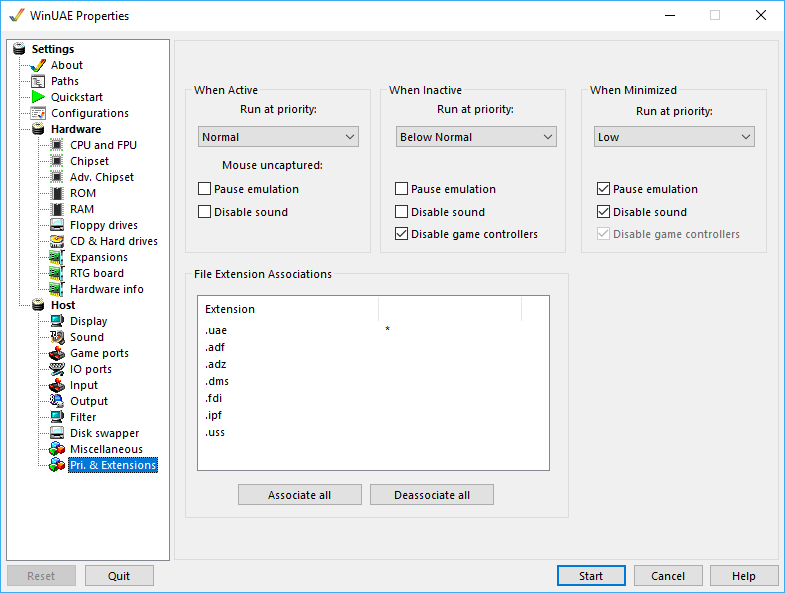 WinUAE Properties
Settings
About
Paths
Quickstart
Configurations
Hardware
CPU and FPU
Chipset
Adv. Chipset
ROM
RAM
Floppy drives
CD & Hard drives
Expansions
RTG board
Hardware info
Host
Display
Sound
Game ports
IO ports
Input
Output
Filter
Disk swapper
Miscellaneous
Pri. & Extensions
When Active
Run at priority:
Normal
Mouse uncaptured:
Pause emulation
Disable sound
When Inactive
Run at priority:
Below Normal
Pause emulation
Disable sound
Disable game controllers
When Minimized
Run at priority:
Low
Pause emulation
Disable sound
Disable game controllers
File Extension Associations
Extension
.uae *
.adf
.adz
.dms
.fdi
.ipf
.uss
Associate all Deassociate all
Reset Quit Start Cancel Help